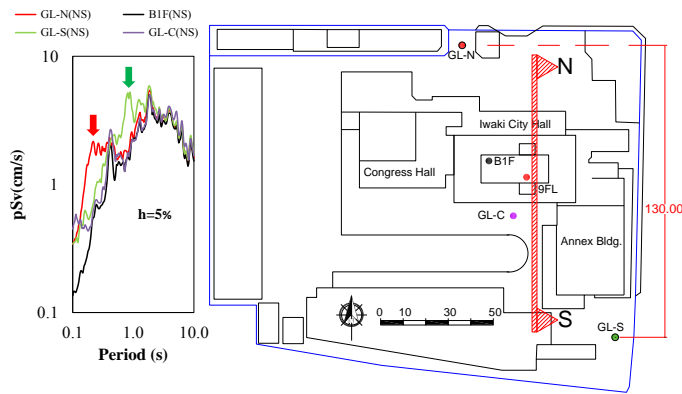 GL-N(NS) B1F(NS)
GL-S(NS) GL-C(NS)
10
1
0.1
pSv(cm/s)
h=5%
0.1 1.0 10.0
Period (s)
GL-N
N
Iwaki City Hall
Congress Hall
B1F
9FL
GL-C
Annex Bldg.
130.00
0 10 20 30 50
S
GL-S